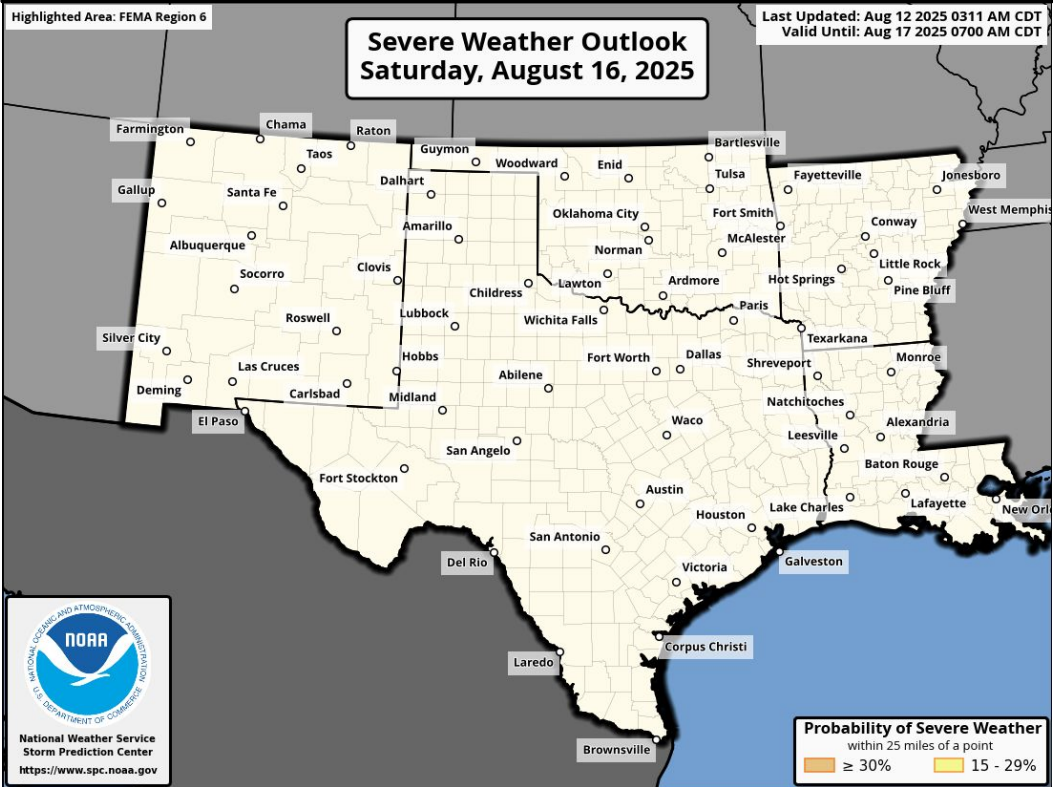 Highlighted Area: FEMA Region 6
Severe Weather Outlook
Saturday, August 16, 2025
Last Updated: Aug 12 2025 0311 AM CDT
Valid Until: Aug 17 2025 0700 AM CDT
Farmington
Chama
Raton
Taos
Guymon
Woodward
Enid
Bartlesville
Tulsa
Fayetteville
Jonesboro
Gallup
Santa Fe
Dalhart
Albuquerque
Amarillo
Oklahoma City
Norman
Fort Smith
McAlester
Conway
West Memphis
Little Rock
Socorro
Clovis
Childress
Lawton
Ardmore
Hot Springs
Pine Bluff
Roswell
Lubbock
Wichita Falls
Paris
Texarkana
Silver City
Hobbs
Fort Worth
Dallas
Shreveport
Monroe
Deming
Las Cruces
Carlsbad
Midland
Abilene
Natchitoches
El Paso
San Angelo
Waco
Leesville
Alexandria
Fort Stockton
Austin
Baton Rouge
Houston
Lake Charles
Lafayette
New Orl
Del Rio
San Antonio
Galveston
Victoria
Laredo
Corpus Christi
Brownsville
NATIONAL OCEANIC AND ATMOSPHERIC ADMINISTRATION
NOAA
U.S. DEPARTMENT OF COMMERCE
National Weather Service
Storm Prediction Center
https://www.spc.noaa.gov
Probability of Severe Weather
within 25 miles of a point
≥ 30%
15 - 29%